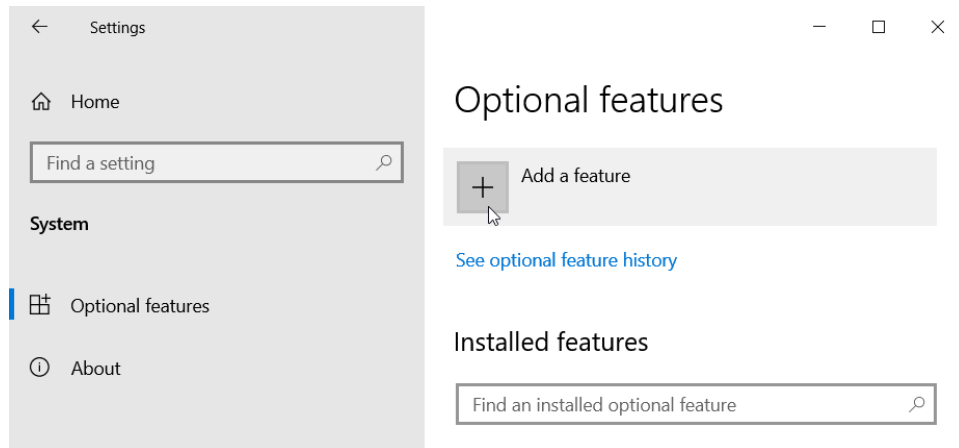 Settings
Home
Find a setting
System
Optional features
About
Optional features
Add a feature
See optional feature history
Installed features
Find an installed optional feature